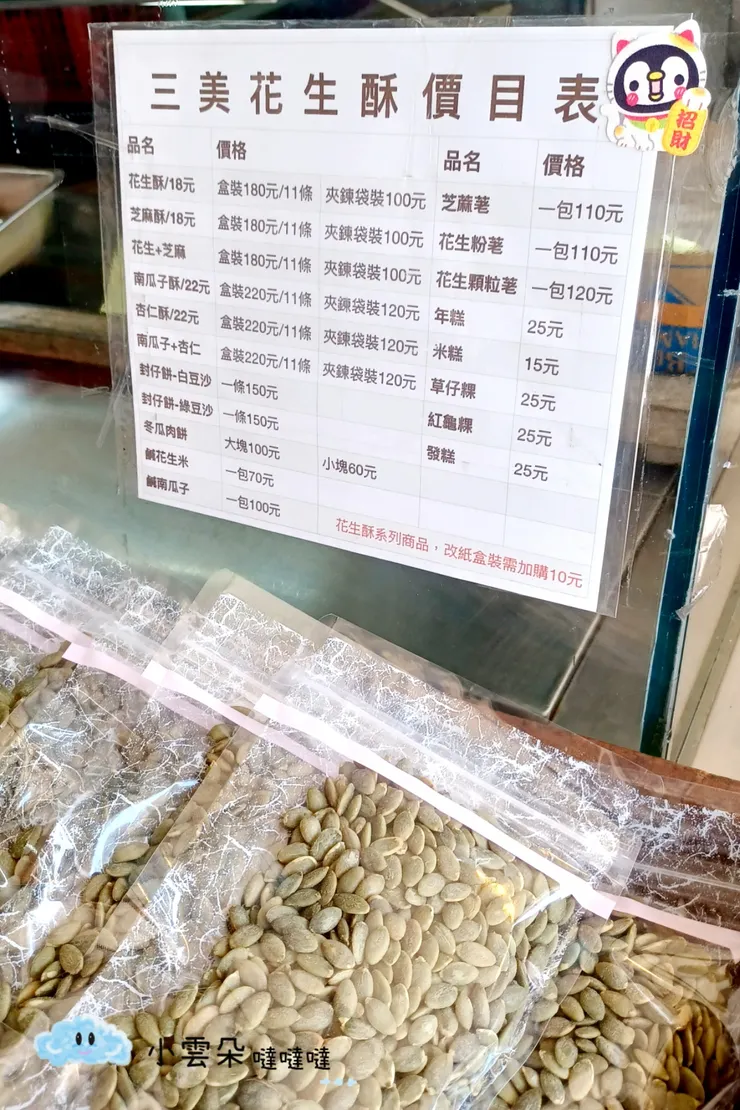 三美花生酥價目表
招財
品名 價格 品名 價格
花生酥/18元 盒裝180元/11條 夾鍊袋裝100元 芝蔴荖 一包110元
芝麻酥/18元 盒裝180元/11條 夾鍊袋裝100元 花生粉荖 一包110元
花生+芝麻 盒裝180元/11條 夾鍊袋裝100元 花生顆粒荖 一包120元
南瓜子酥/22元 盒裝220元/11條 夾鍊袋裝120元 年糕 25元
杏仁酥/22元 盒裝220元/11條 夾鍊袋裝120元 米糕 15元
南瓜子+杏仁 盒裝220元/11條 夾鍊袋裝120元 草仔粿 25元
封仔餅-白豆沙 一條150元 紅龜粿 25元
封仔餅-綠豆沙 一條150元 發糕 25元
冬瓜肉餅 大塊100元 小塊60元
鹹花生米 一包70元
鹹南瓜子 一包100元
花生酥系列商品，改紙盒裝需加購10元
小雲朵噠噠噠